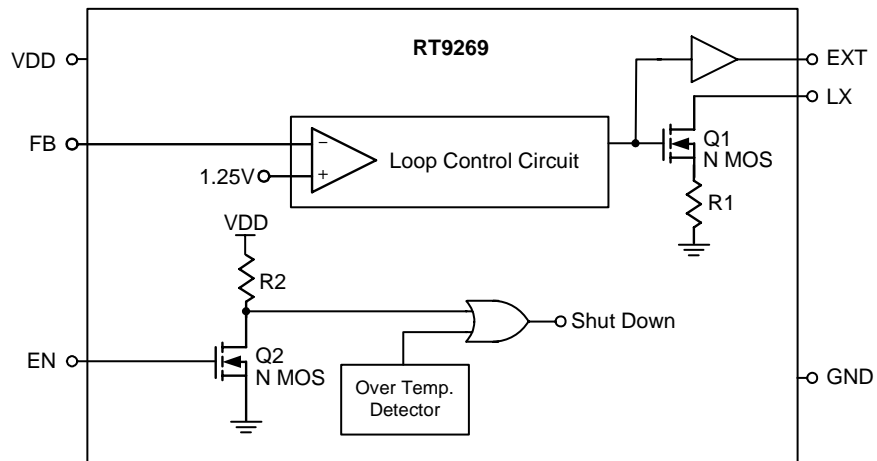 RT9269
VDD
EXT
LX
FB
−
+
1.25V
Loop Control Circuit
Q1
N MOS
R1
VDD
R2
Shut Down
EN
Q2
N MOS
Over Temp.
Detector
GND